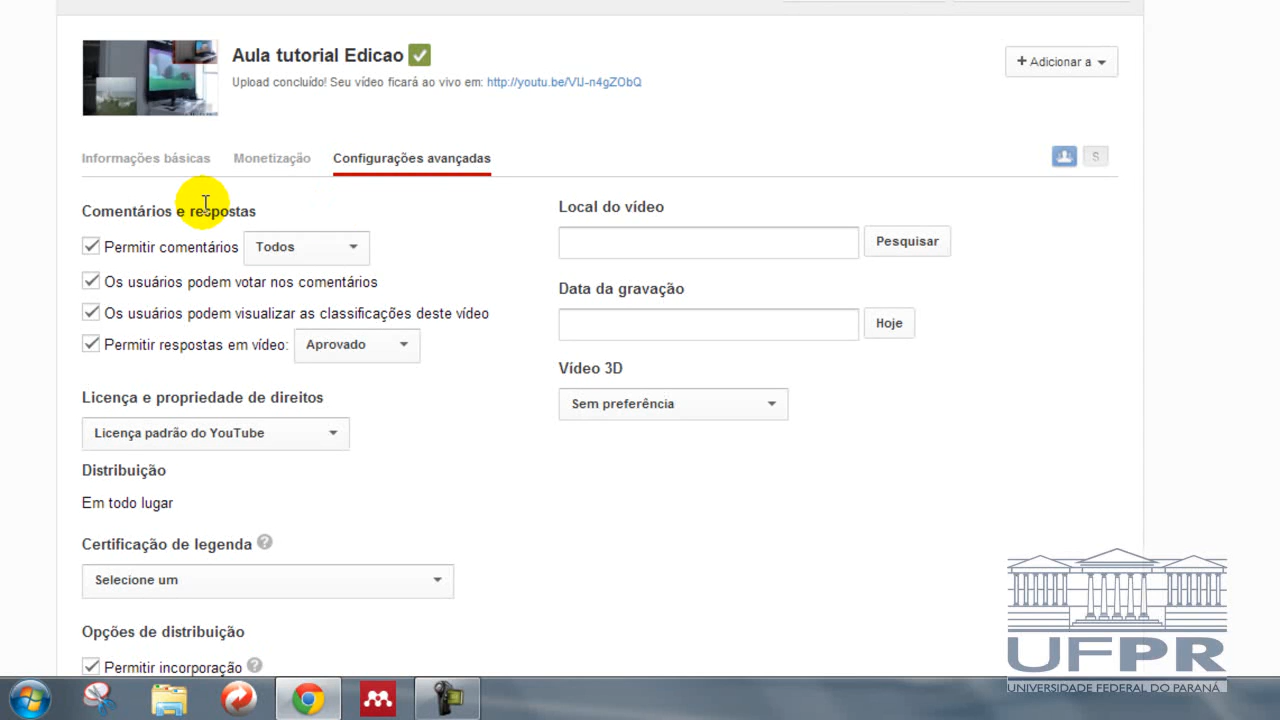 Aula tutorial Edicao
Upload concluído! Seu vídeo ficará ao vivo em: http://youtu.be/VIJ-n4gZObQ
+ Adicionar a
Informações básicas
Monetização
Configurações avançadas
S
Comentários e respostas
Permitir comentários Todos
Os usuários podem votar nos comentários
Os usuários podem visualizar as classificações deste vídeo
Permitir respostas em vídeo: Aprovado
Licença e propriedade de direitos
Licença padrão do YouTube
Distribuição
Em todo lugar
Certificação de legenda ?
Selecione um
Opções de distribuição
Permitir incorporação ?
Local do vídeo
Pesquisar
Data da gravação
Hoje
Vídeo 3D
Sem preferência
UFPR
UNIVERSIDADE FEDERAL DO PARANÁ